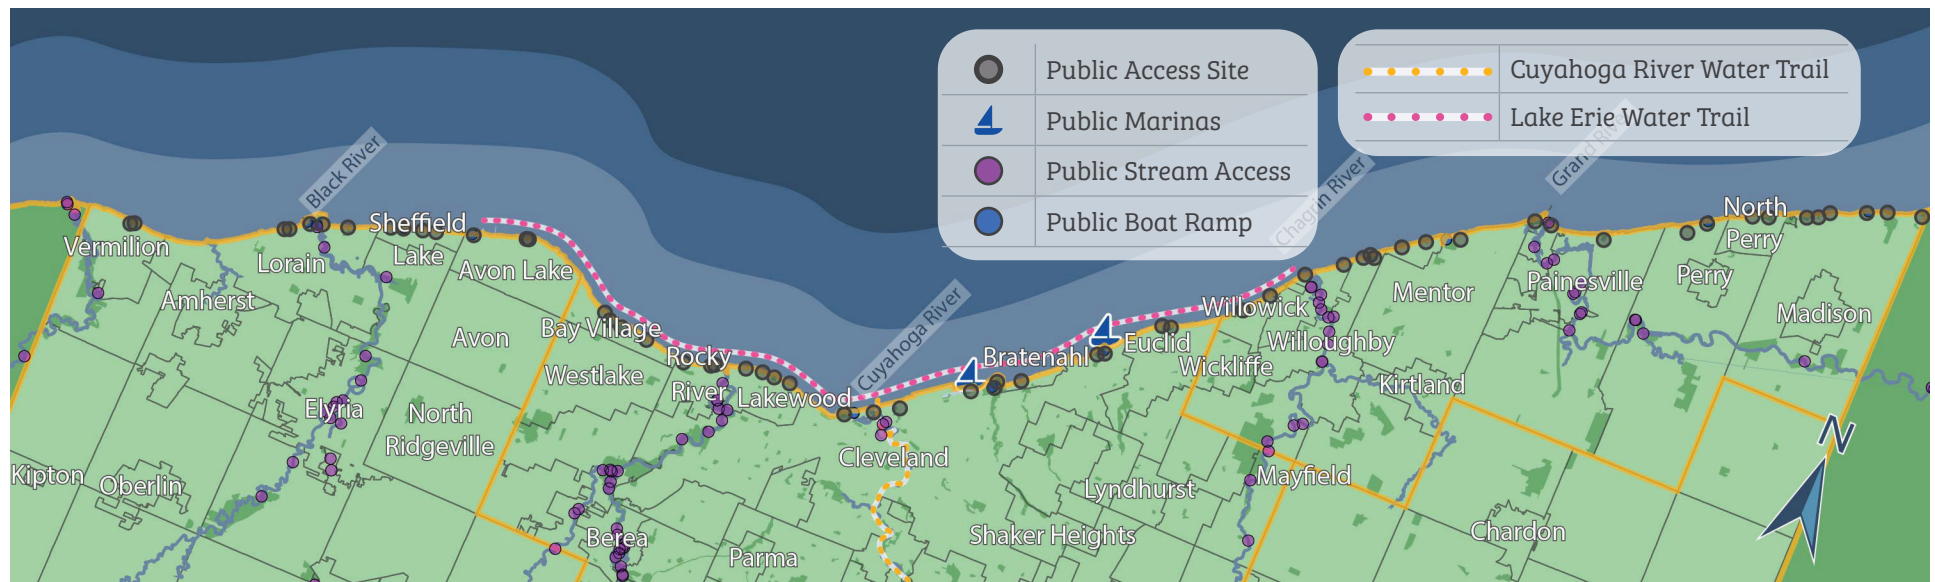 Public Access Site
Public Marinas
Public Stream Access
Public Boat Ramp
Cuyahoga River Water Trail
Lake Erie Water Trail
Black River
Cuyahoga River
Chagrin River
Grand River
Vermilion
Lorain
Sheffield
Lake
Avon Lake
Amherst
Avon
Bay Village
Westlake
Rocky
River
Lakewood
Elyria
North
Ridgeville
Kipton
Oberlin
Berea
Parma
Cleveland
Bratenahl
Euclid
Wickliffe
Willowick
Willoughby
Mentor
Kirtland
Painesville
North
Perry
Perry
Madison
Lyndhurst
Mayfield
Shaker Heights
Chardon
N